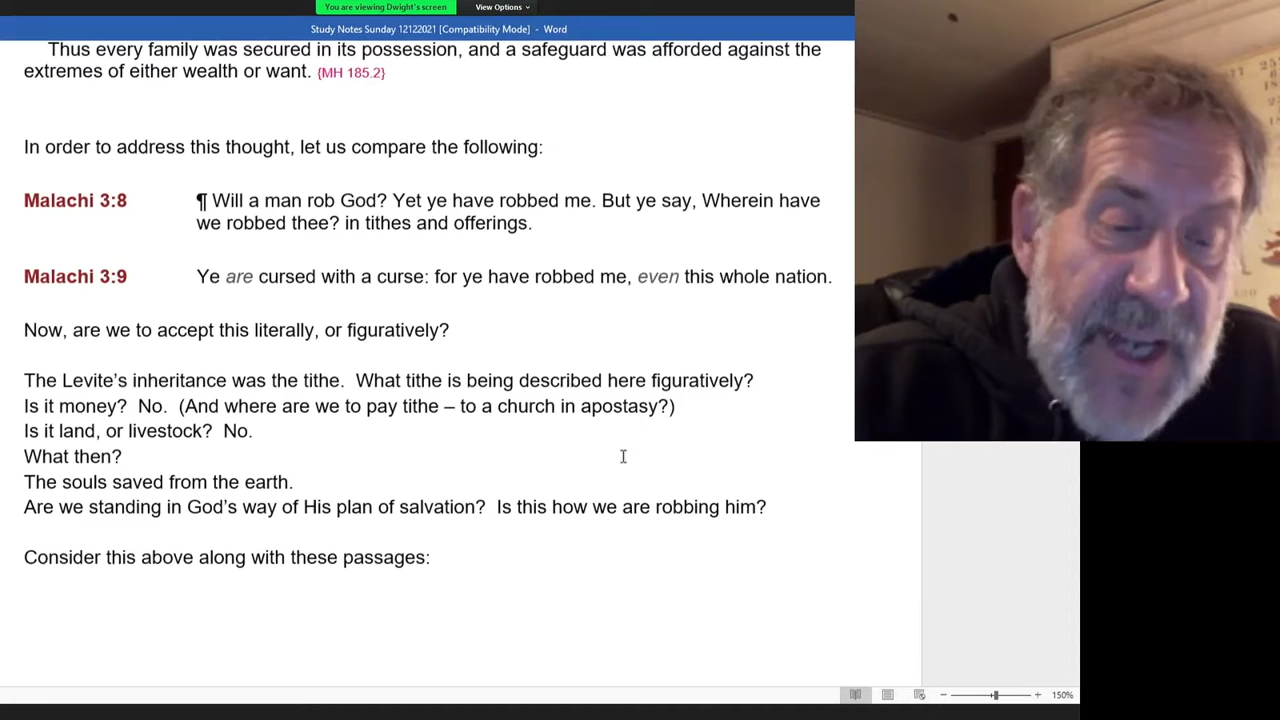 You are viewing Dwight's screen
View Options
Study Notes Sunday 12122021 [Compatibility Mode] - Word
Thus every family was secured in its possession, and a safeguard was afforded against the
extremes of either wealth or want. {MH 185.2}
In order to address this thought, let us compare the following:
Malachi 3:8 ¶ Will a man rob God? Yet ye have robbed me. But ye say, Wherein have
we robbed thee? in tithes and offerings.
Malachi 3:9 Ye are cursed with a curse: for ye have robbed me, even this whole nation.
Now, are we to accept this literally, or figuratively?
The Levite's inheritance was the tithe.  What tithe is being described here figuratively?
Is it money?  No.  (And where are we to pay tithe – to a church in apostasy?)
Is it land, or livestock?  No.
What then?
The souls saved from the earth.
Are we standing in God's way of His plan of salvation?  Is this how we are robbing him?
Consider this above along with these passages:
150%